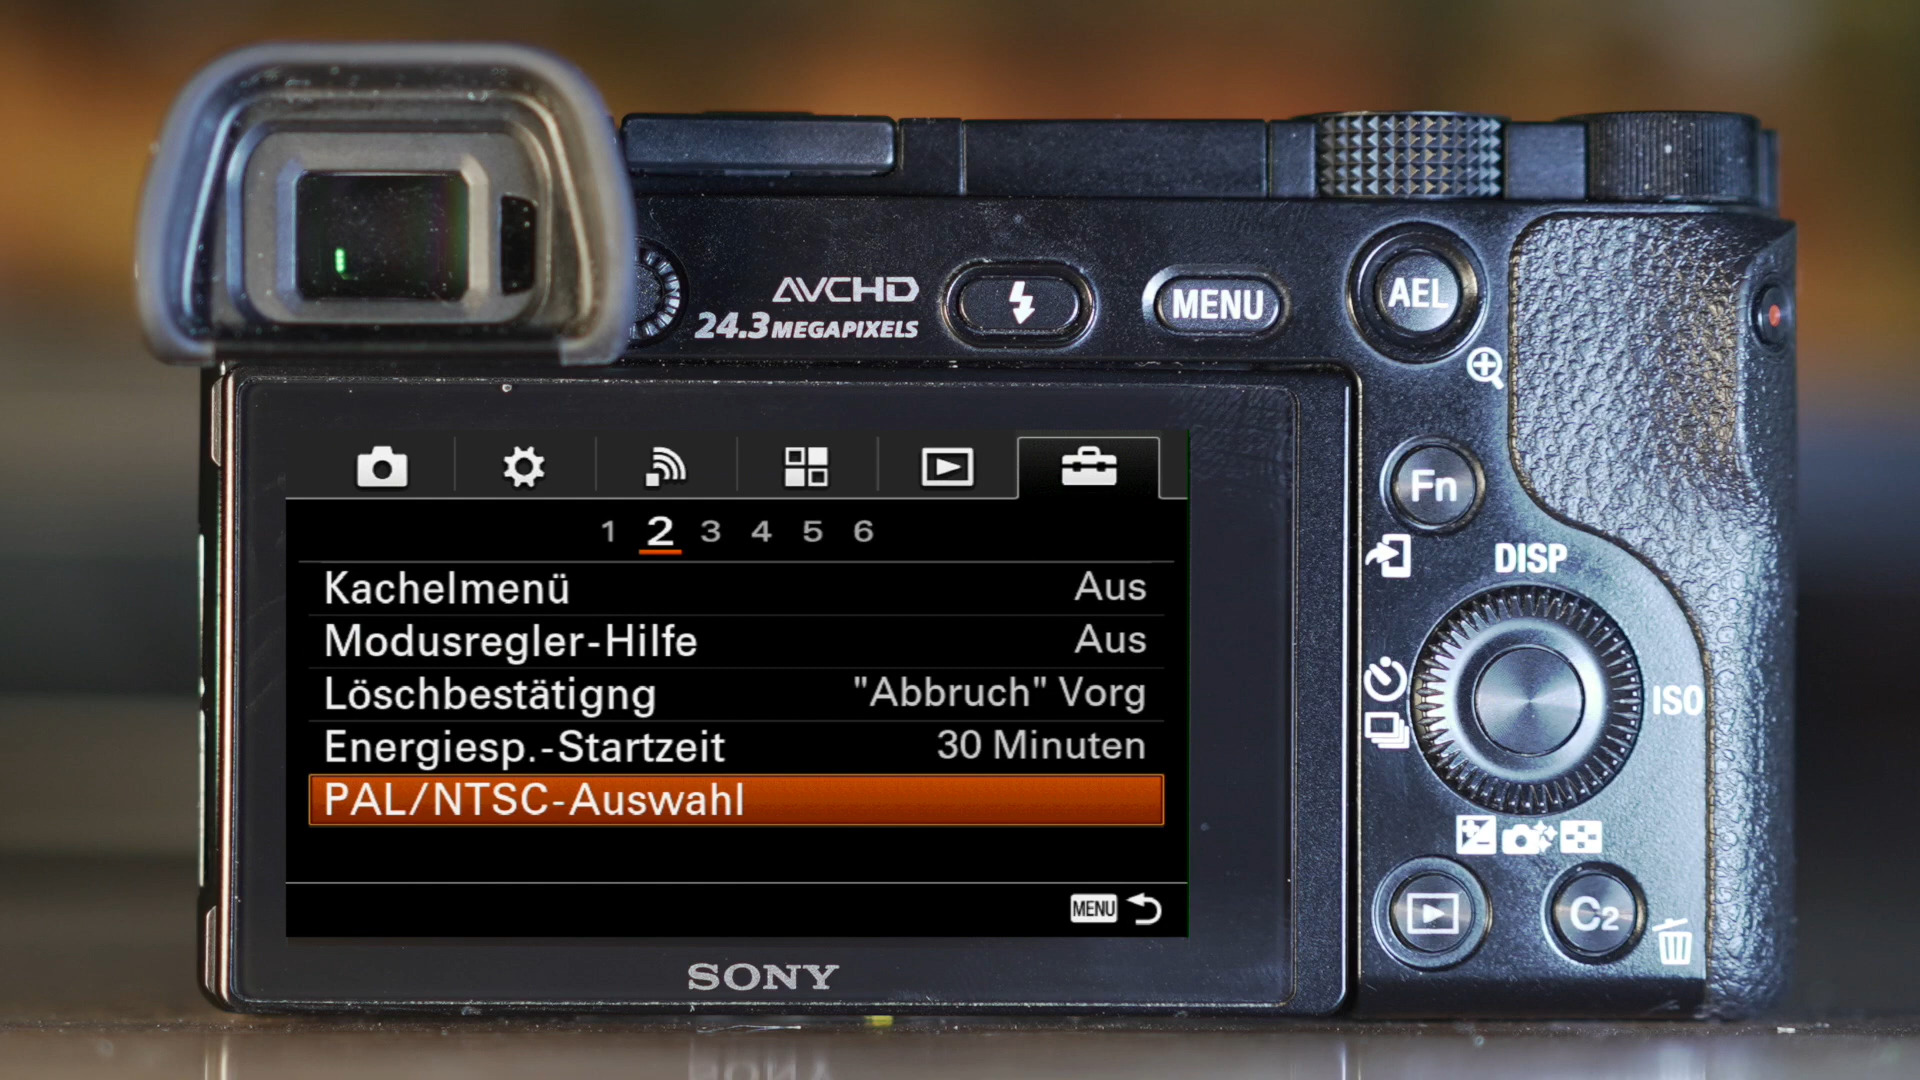 AVCHD
24.3 MEGAPIXELS
MENU
AEL
Fn
DISP
ISO
C2
1 2 3 4 5 6
Kachelmenü Aus
Modusregler-Hilfe Aus
Löschbestätigng "Abbruch" Vorg
Energiesp.-Startzeit 30 Minuten
PAL/NTSC-Auswahl
MENU
SONY